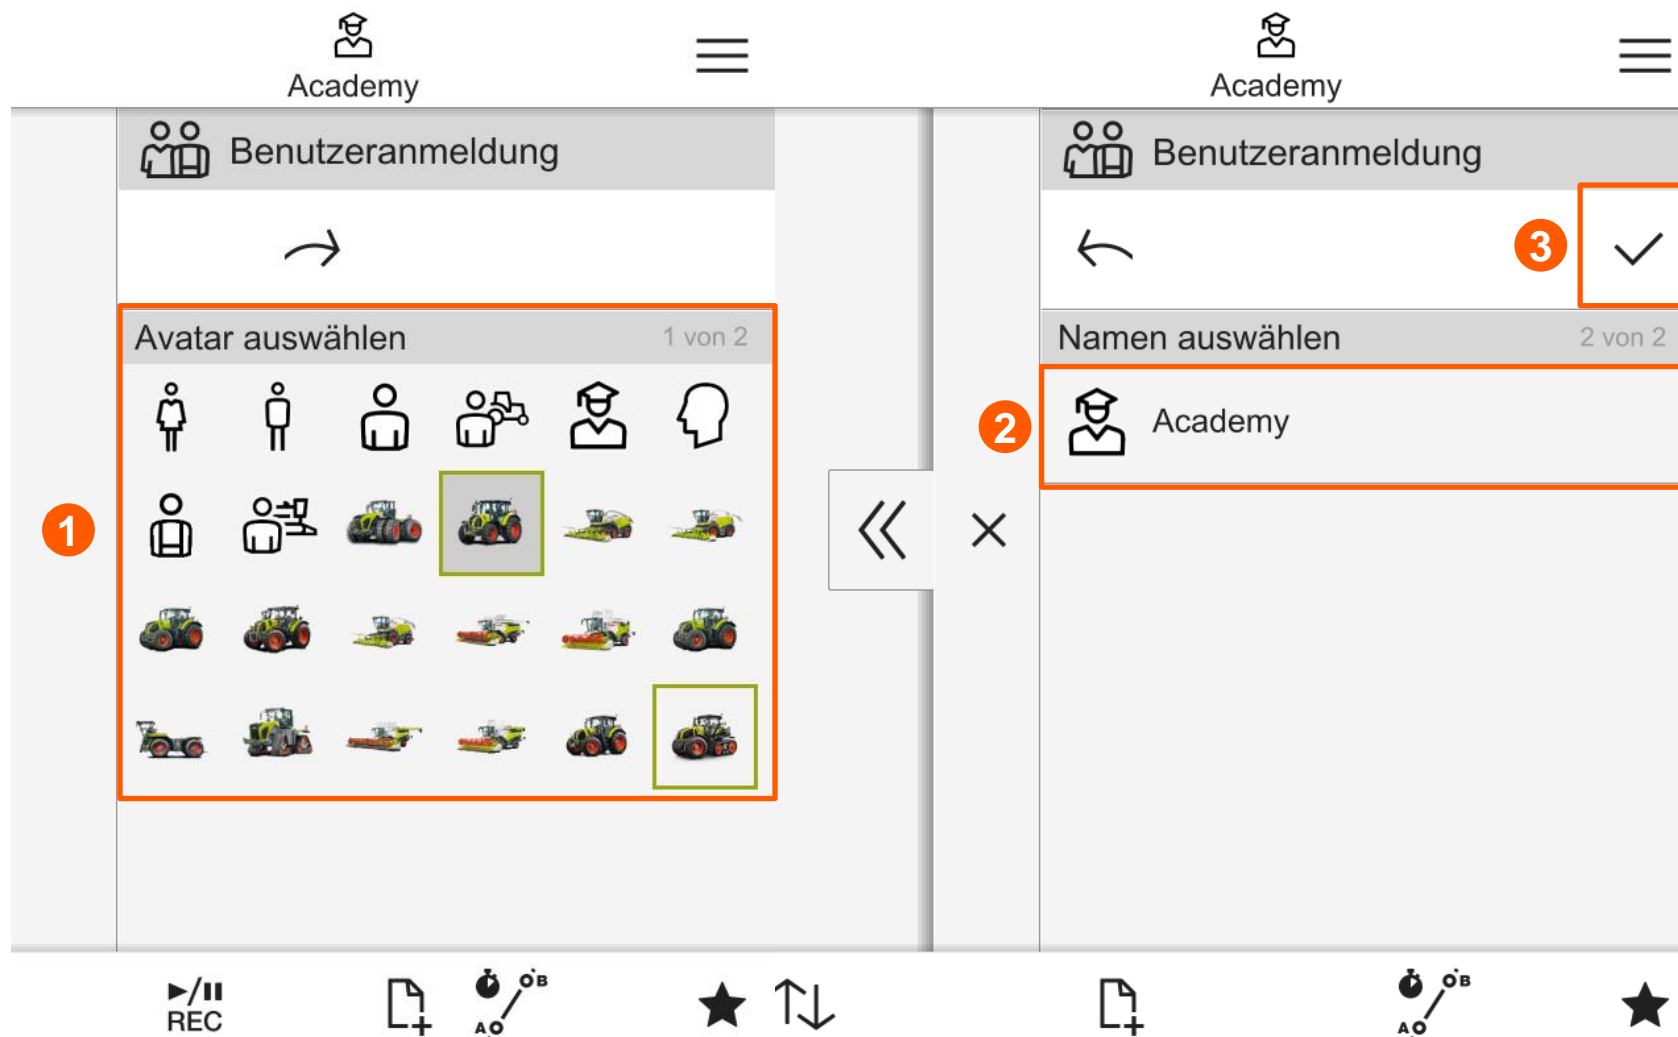 Academy
Benutzeranmeldung
Avatar auswählen 1 von 2
1
▶/II
REC
A B
Academy
Benutzeranmeldung
3
Namen auswählen 2 von 2
2
Academy
A B